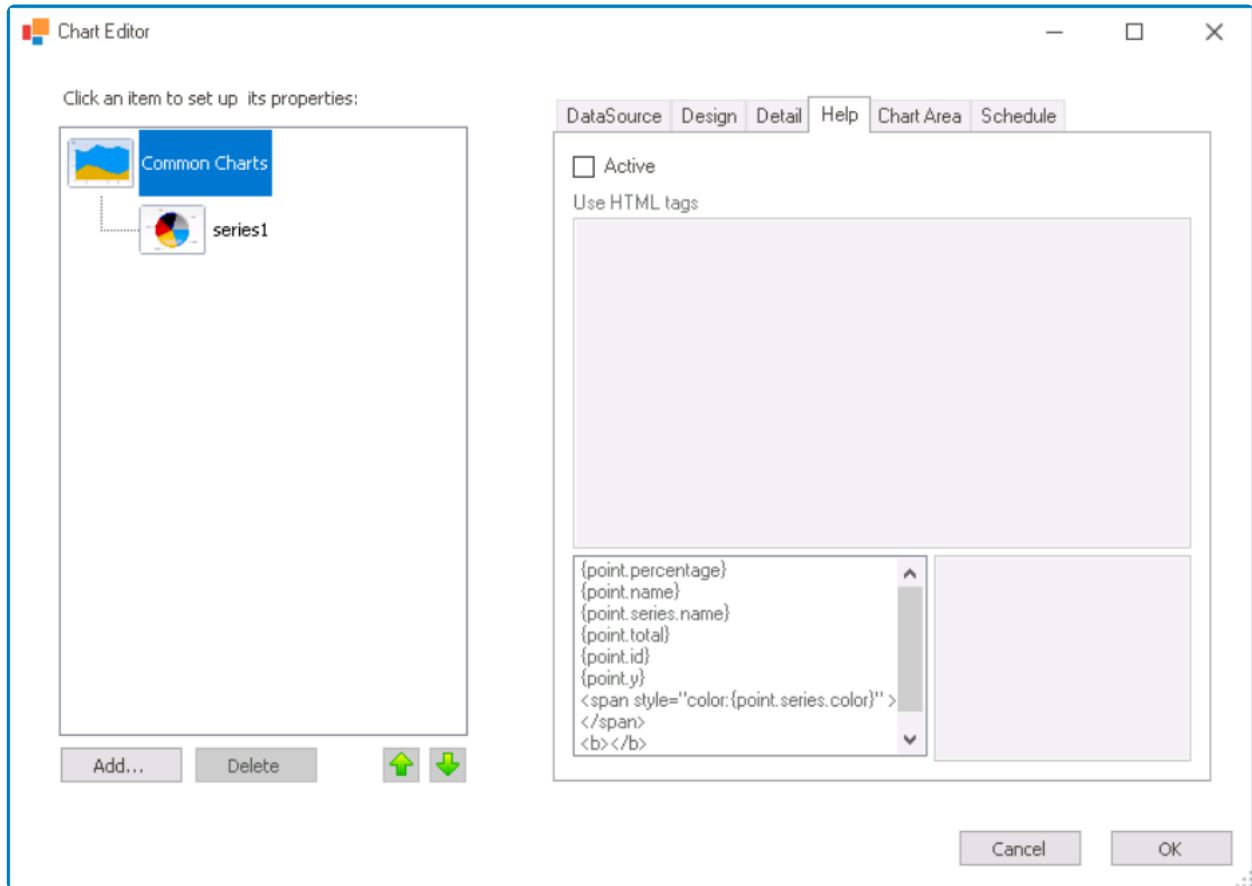 Chart Editor
Click an item to set up its properties:
Common Charts
series1
Add...
Delete
DataSource Design Detail Help Chart Area Schedule
Active
Use HTML tags
{point.percentage}
{point.name}
{point.series.name}
{point.total}
{point.id}
{point.y}
<span style="color:{point.series.color}" >
</span>
<b></b>
Cancel
OK